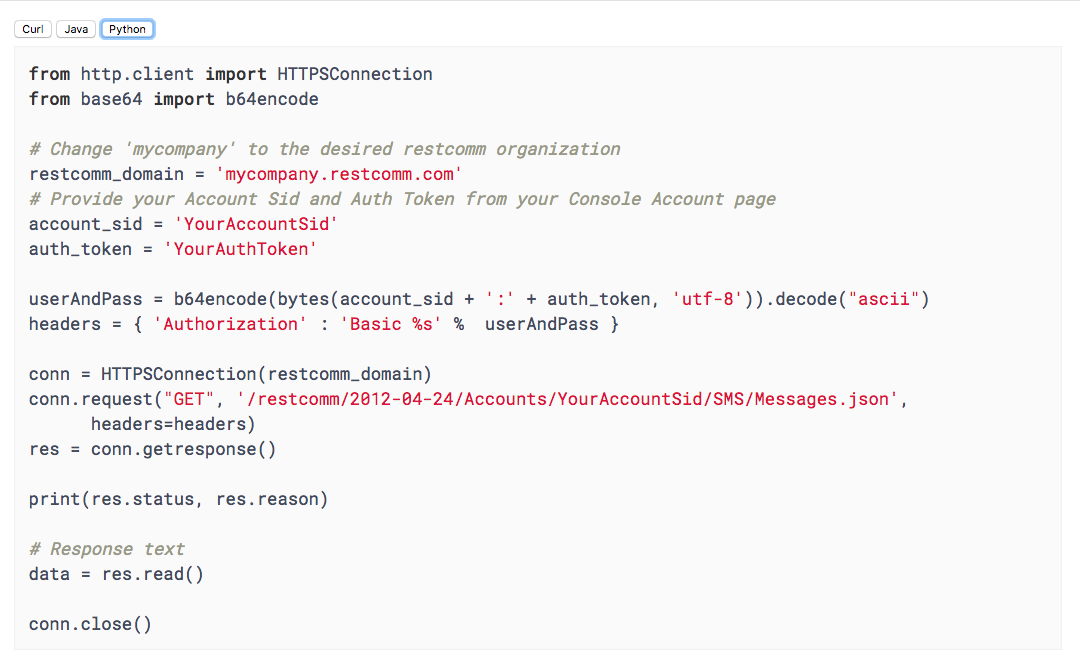 Curl Java Python
from http.client import HTTPSConnection
from base64 import b64encode
# Change 'mycompany' to the desired restcomm organization
restcomm_domain = 'mycompany.restcomm.com'
# Provide your Account Sid and Auth Token from your Console Account page
account_sid = 'YourAccountSid'
auth_token = 'YourAuthToken'
userAndPass = b64encode(bytes(account_sid + ':' + auth_token, 'utf-8')).decode("ascii")
headers = { 'Authorization' : 'Basic %s' %  userAndPass }
conn = HTTPSConnection(restcomm_domain)
conn.request("GET", '/restcomm/2012-04-24/Accounts/YourAccountSid/SMS/Messages.json',
      headers=headers)
res = conn.getresponse()
print(res.status, res.reason)
# Response text
data = res.read()
conn.close()